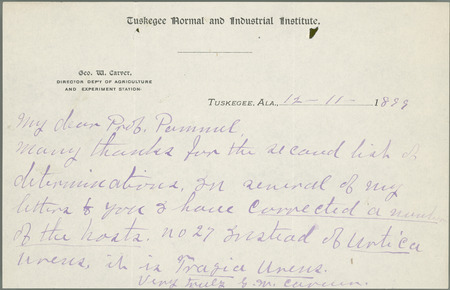 Tuskegee Normal and Industrial Institute.
Geo. W. Carver,
DIRECTOR DEP'T OF AGRICULTURE
AND EXPERIMENT STATION.
TUSKEGEE, ALA., 12-11- 1899
My dear Prof. Pammel,
Many thanks for the second list of
determinations, in several of my
letters to you I have corrected a number
of the hosts. no 27 instead of Urtica
Urens, it is Tragia Urens.
Very truly G. W. Carver.